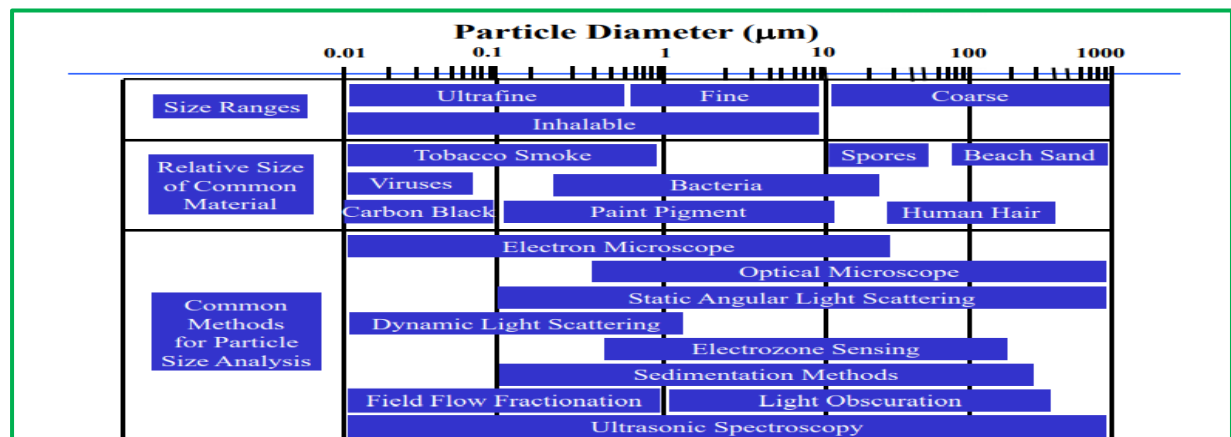 Particle Diameter (μm)
0.01 0.1 1 10 100 1000
Size Ranges
Ultrafine Fine Coarse
Inhalable
Relative Size
of Common
Material
Tobacco Smoke Spores Beach Sand
Viruses Bacteria
Carbon Black Paint Pigment Human Hair
Common
Methods
for Particle
Size Analysis
Electron Microscope
Optical Microscope
Static Angular Light Scattering
Dynamic Light Scattering
Electrozone Sensing
Sedimentation Methods
Field Flow Fractionation Light Obscuration
Ultrasonic Spectroscopy